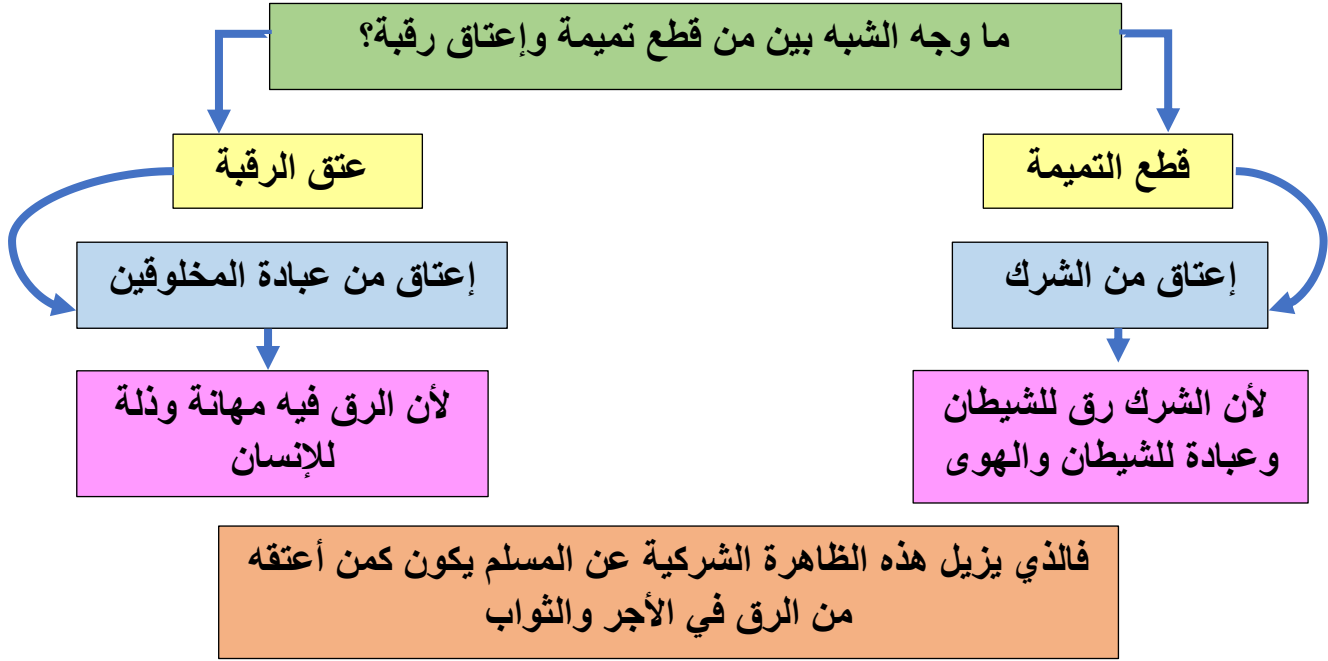 ما وجه الشبه بين من قطع تميمة وإعتاق رقبة؟
قطع التميمة
عتق الرقبة
إعتاق من الشرك
إعتاق من عبادة المخلوقين
لأن الشرك رق للشيطان
وعبادة للشيطان والهوى
لأن الرق فيه مهانة وذلة
للإنسان
فالذي يزيل هذه الظاهرة الشركية عن المسلم يكون كمن أعتقه
من الرق في الأجر والثواب